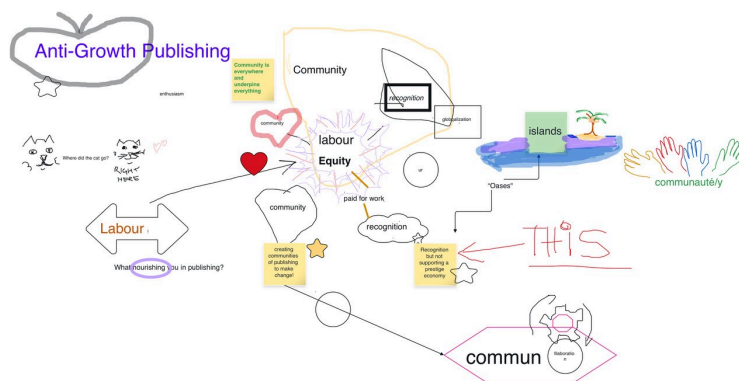 Anti-Growth Publishing
enthusiasm
Where did the cat go?
RIGHT
HERE
Labour
What nourishing you in publishing?
Community is
everywhere
and
underpins
everything
Community
recognition
globalization
community
labour
Equity
paid for work
community
recognition
creating
communities
of publishing
to make
change!
Recognition
but not
supporting a
prestige
economy
THiS
"Oases"
islands
communauté/y
commun